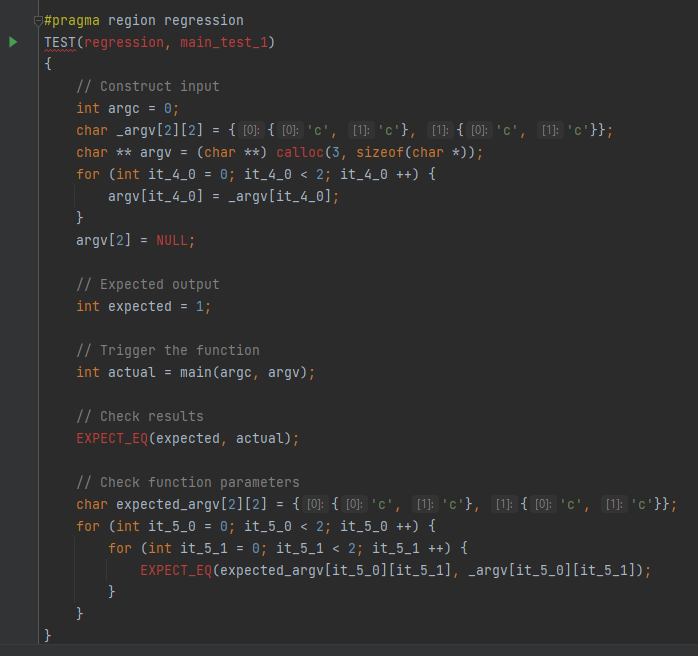 #pragma region regression
TEST(regression, main_test_1)
{
    // Construct input
    int argc = 0;
    char _argv[2][2] = {[0]: {[0]: 'c', [1]: 'c'}, [1]: {[0]: 'c', [1]: 'c'}};
    char ** argv = (char **) calloc(3, sizeof(char *));
    for (int it_4_0 = 0; it_4_0 < 2; it_4_0 ++) {
        argv[it_4_0] = _argv[it_4_0];
    }
    argv[2] = NULL;

    // Expected output
    int expected = 1;

    // Trigger the function
    int actual = main(argc, argv);

    // Check results
    EXPECT_EQ(expected, actual);

    // Check function parameters
    char expected_argv[2][2] = {[0]: {[0]: 'c', [1]: 'c'}, [1]: {[0]: 'c', [1]: 'c'}};
    for (int it_5_0 = 0; it_5_0 < 2; it_5_0 ++) {
        for (int it_5_1 = 0; it_5_1 < 2; it_5_1 ++) {
            EXPECT_EQ(expected_argv[it_5_0][it_5_1], _argv[it_5_0][it_5_1]);
        }
    }
}